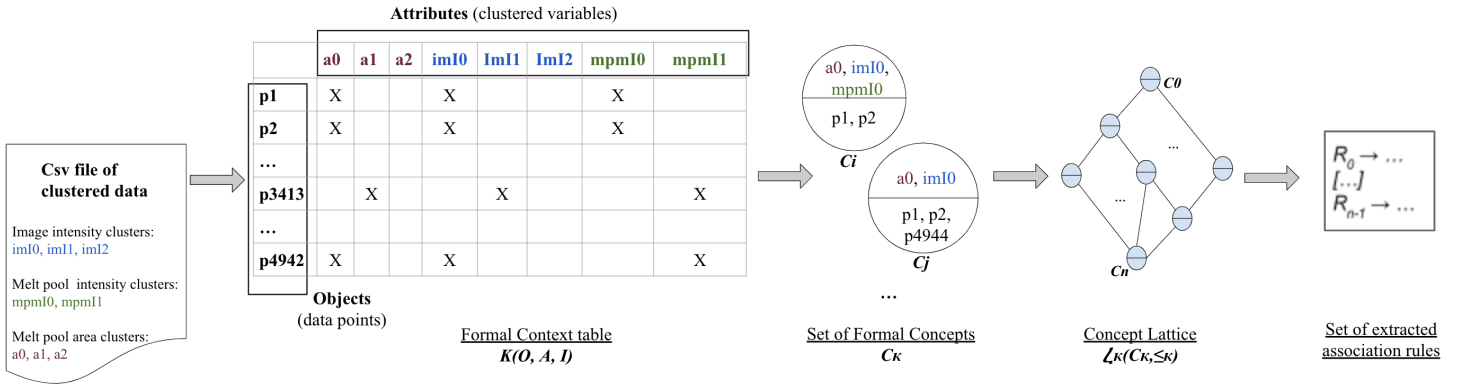 Attributes (clustered variables)
a0 a1 a2 imI0 ImI1 ImI2 mpmI0 mpmI1
p1 X X X
p2 X X X
...
p3413 X X X
...
p4942 X X X
Objects
(data points)
Csv file of
clustered data
Image intensity clusters:
imI0, imI1, imI2
Melt pool intensity clusters:
mpmI0, mpmI1
Melt pool area clusters:
a0, a1, a2
Formal Context table
K(O, A, I)
a0, imI0,
mpmI0
p1, p2
Ci
a0, imI0
p1, p2,
p4944
Cj
...
Set of Formal Concepts
Cκ
C0
...
...
Cn
Concept Lattice
ζκ(Cκ,≤κ)
R0 → ...
[...]
Rn-1 → ...
Set of extracted
association rules